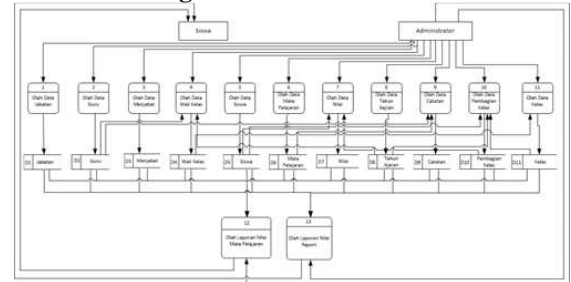 Siswa
Administrator
1
Olah Data
Jabatan
2
Olah Data
Guru
3
Olah Data
Menjabat
4
Olah Data
Wali Kelas
5
Olah Data
Siswa
6
Olah Data
Mata
Pelajaran
7
Olah Data
Nilai
8
Olah Data
Tahun
Ajaran
9
Olah Data
Catatan
10
Olah Data
Pembagian
Kelas
11
Olah Data
Kelas
D1 Jabatan
Guru
D3 Menjabat
D4 Wali Kelas
D5 Siswa
D6 Mata
Pelajaran
D7 Nilai
D8 Tahun
Ajaran
D9 Catatan
D10 Pembagian
Kelas
D11 Kelas
12
Olah Laporan Nilai
Mata Pelajaran
13
Olah Laporan Nilai
Raport